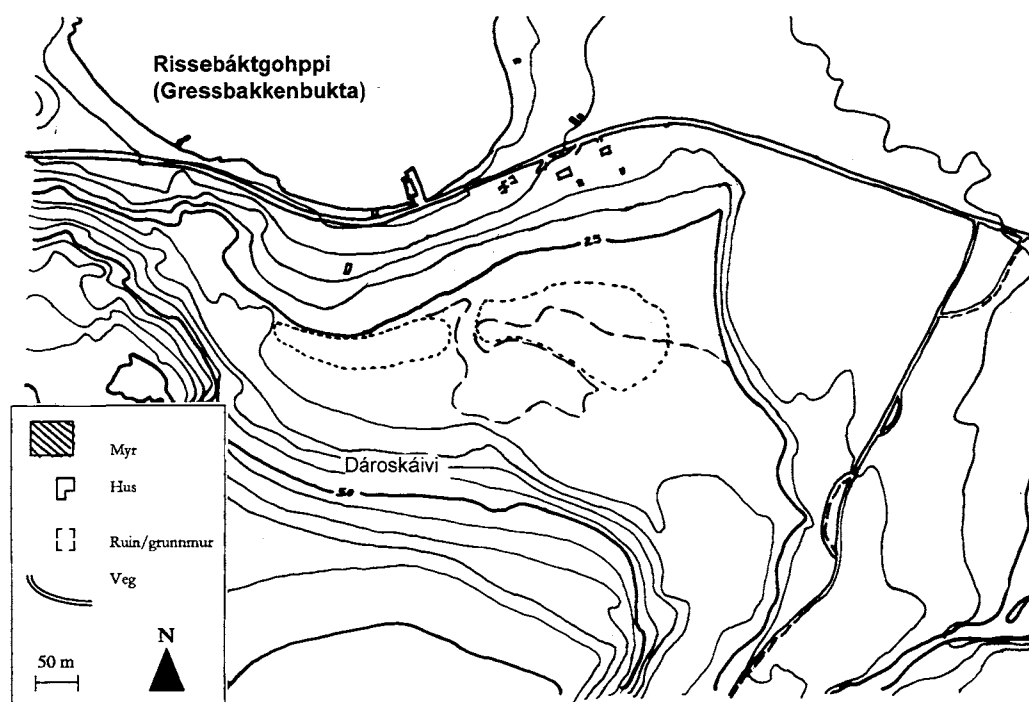 Rissebáktgohppi
(Gressbakkenbukta)
25
Dároskáivi
50
Myr
Hus
Ruin/grunnmur
Veg
N
50 m